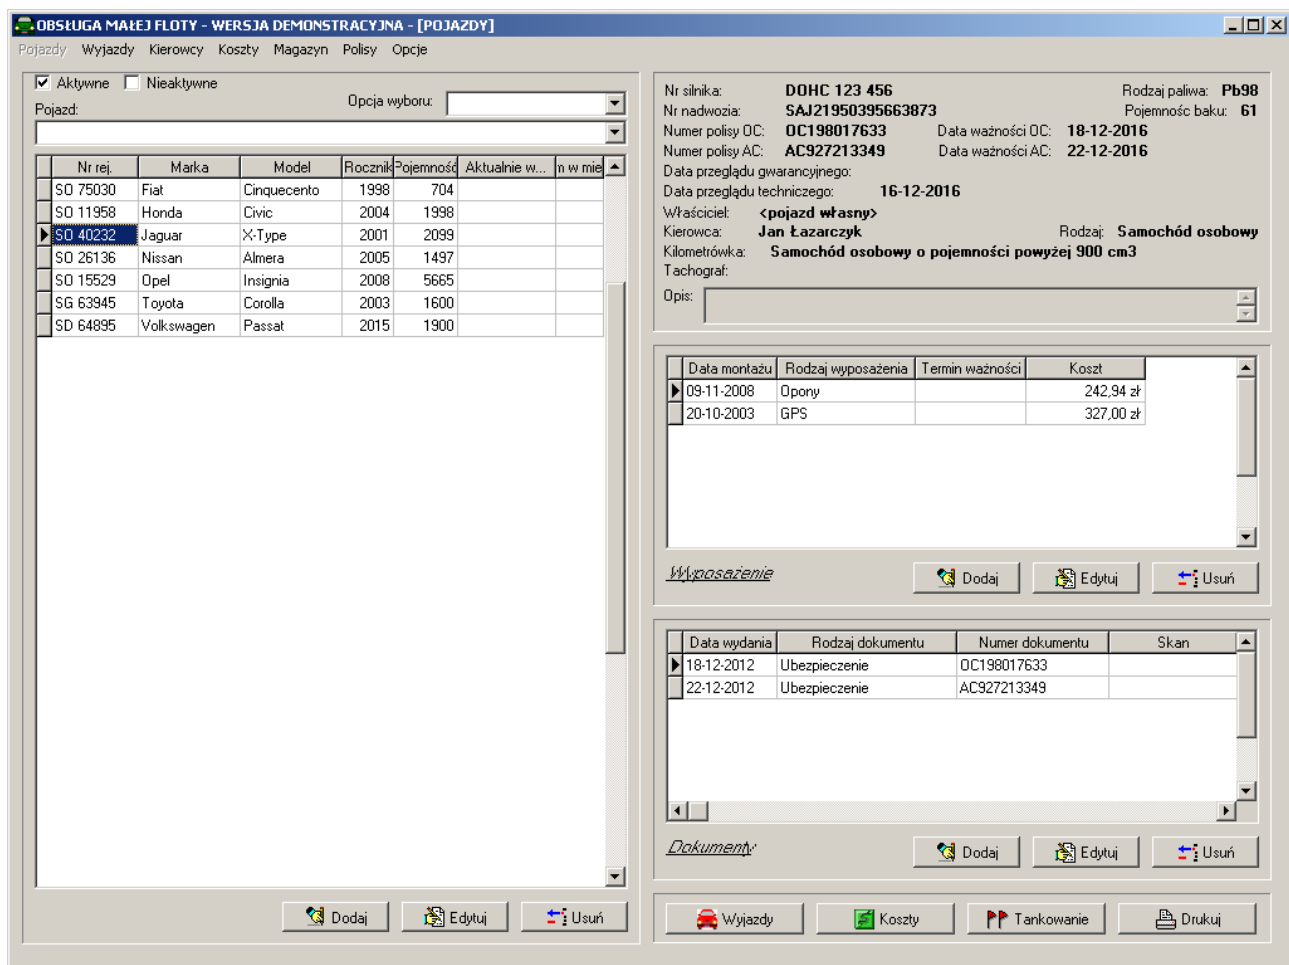 OBSŁUGA MAŁEJ FLOTY - WERSJA DEMONSTRACYJNA - [POJAZDY]
Pojazdy Wyjazdy Kierowcy Koszty Magazyn Polisy Opcje
Aktywne Nieaktywne
Pojazd: Opcja wyboru:
Nr rej. Marka Model Rocznik Pojemność Aktualnie w... m w mie
SO 75030 Fiat Cinquecento 1998 704
SO 11958 Honda Civic 2004 1998
SO 40232 Jaguar X-Type 2001 2099
SO 26136 Nissan Almera 2005 1497
SO 15529 Opel Insignia 2008 5665
SG 63945 Toyota Corolla 2003 1600
SD 64895 Volkswagen Passat 2015 1900
Dodaj Edytuj Usuń
Nr silnika: DOHC 123 456 Rodzaj paliwa: Pb98
Nr nadwozia: SAJ21950395663873 Pojemnośc baku: 61
Numer polisy OC: OC198017633 Data ważności OC: 18-12-2016
Numer polisy AC: AC927213349 Data ważności AC: 22-12-2016
Data przeglądu gwarancyjnego:
Data przeglądu technicznego: 16-12-2016
Właściciel: <pojazd własny>
Kierowca: Jan Łazarczyk Rodzaj: Samochód osobowy
Kilometrówka: Samochód osobowy o pojemności powyżej 900 cm3
Tachograf:
Opis:
Data montażu Rodzaj wyposażenia Termin ważności Koszt
09-11-2008 Opony 242,94 zł
20-10-2003 GPS 327,00 zł
Wyposażenie Dodaj Edytuj Usuń
Data wydania Rodzaj dokumentu Numer dokumentu Skan
18-12-2012 Ubezpieczenie OC198017633
22-12-2012 Ubezpieczenie AC927213349
Dokumenty Dodaj Edytuj Usuń
Wyjazdy Koszty Tankowanie Drukuj